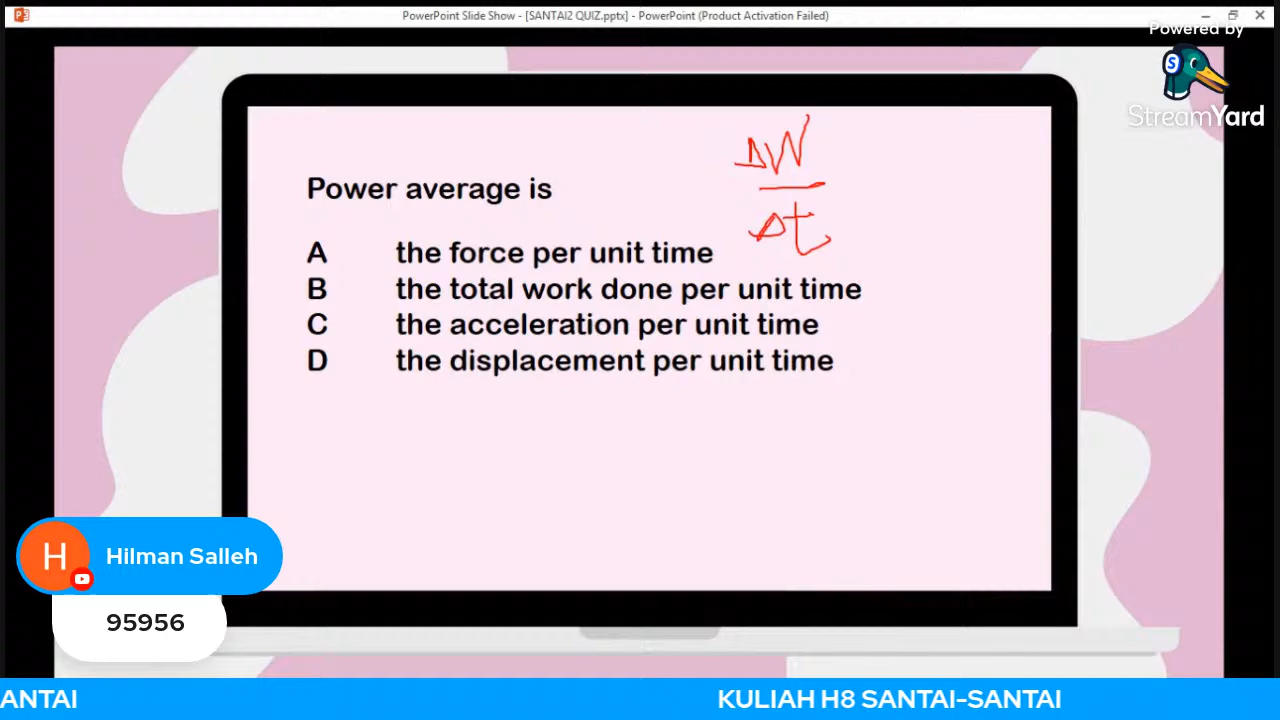 PowerPoint Slide Show - [SANTAI2 QUIZ.pptx] - PowerPoint (Product Activation Failed)
Powered by
S
StreamYard
ΔW
Δt
Power average is
A the force per unit time
B the total work done per unit time
C the acceleration per unit time
D the displacement per unit time
H Hilman Salleh
95956
ANTAI KULIAH H8 SANTAI-SANTAI